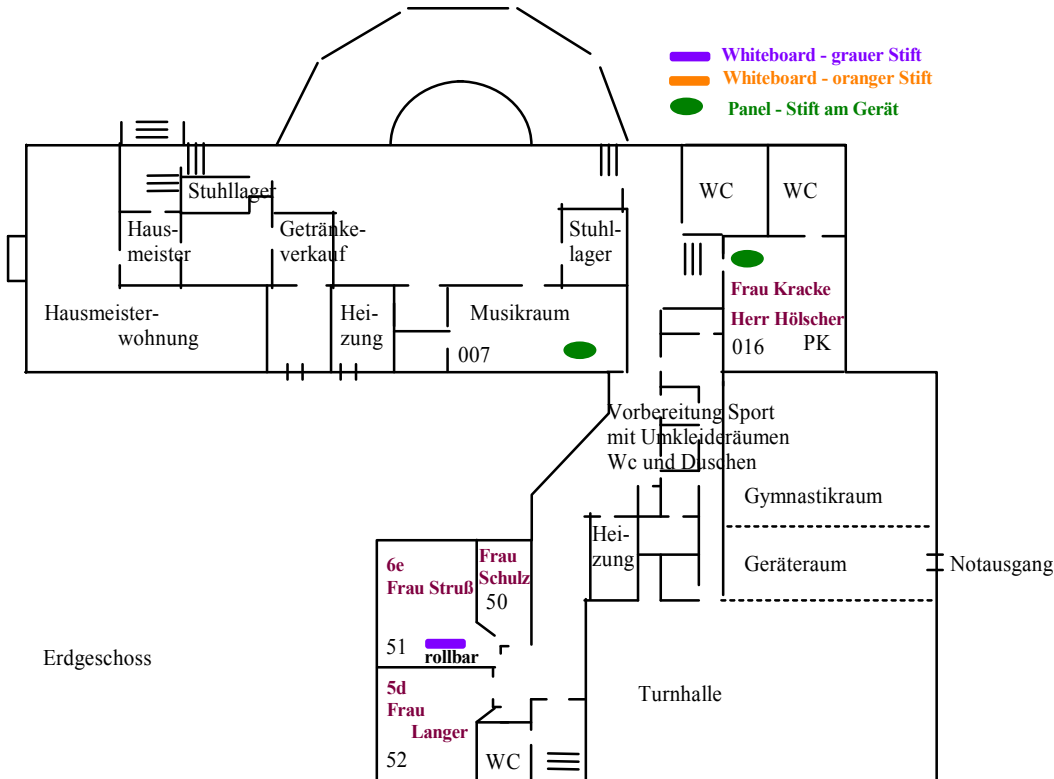 Whiteboard - grauer Stift
Whiteboard - oranger Stift
Panel - Stift am Gerät
Stuhllager
WC
WC
Haus-
meister
Getränke-
verkauf
Stuhl-
llager
Frau Kracke
Herr Hölscher
016
PK
Hausmeister-
wohnung
Hei-
zung
Musikraum
007
Vorbereitung Sport
mit Umkleideräumen
Wc und Duschen
Gymnastikraum
Hei-
zung
Geräteraum
Notausgang
6e
Frau Struß
Frau
Schulz
50
51
rollbar
Erdgeschoss
5d
Frau
Langer
52
WC
Turnhalle